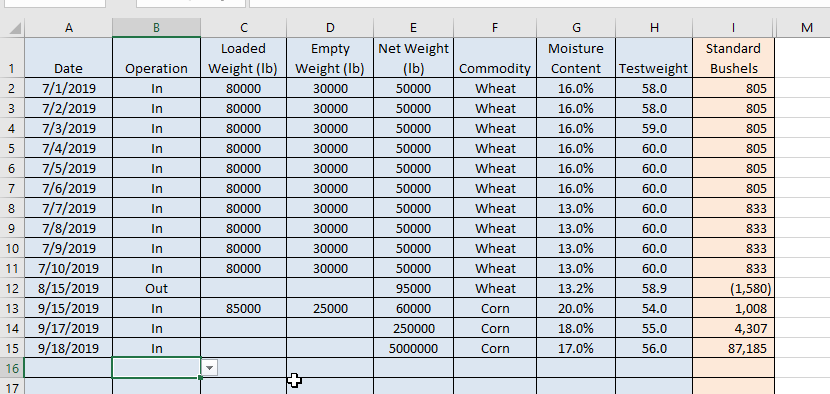 A B C D E F G H I M
Loaded Empty Net Weight Moisture Standard
1 Date Operation Weight (lb) Weight (lb) (lb) Commodity Content Testweight Bushels
2 7/1/2019 In 80000 30000 50000 Wheat 16.0% 58.0 805
3 7/2/2019 In 80000 30000 50000 Wheat 16.0% 58.0 805
4 7/3/2019 In 80000 30000 50000 Wheat 16.0% 59.0 805
5 7/4/2019 In 80000 30000 50000 Wheat 16.0% 60.0 805
6 7/5/2019 In 80000 30000 50000 Wheat 16.0% 60.0 805
7 7/6/2019 In 80000 30000 50000 Wheat 16.0% 60.0 805
8 7/7/2019 In 80000 30000 50000 Wheat 13.0% 60.0 833
9 7/8/2019 In 80000 30000 50000 Wheat 13.0% 60.0 833
10 7/9/2019 In 80000 30000 50000 Wheat 13.0% 60.0 833
11 7/10/2019 In 80000 30000 50000 Wheat 13.0% 60.0 833
12 8/15/2019 Out 95000 Wheat 13.2% 58.9 (1,580)
13 9/15/2019 In 85000 25000 60000 Corn 20.0% 54.0 1,008
14 9/17/2019 In 250000 Corn 18.0% 55.0 4,307
15 9/18/2019 In 5000000 Corn 17.0% 56.0 87,185
16
17